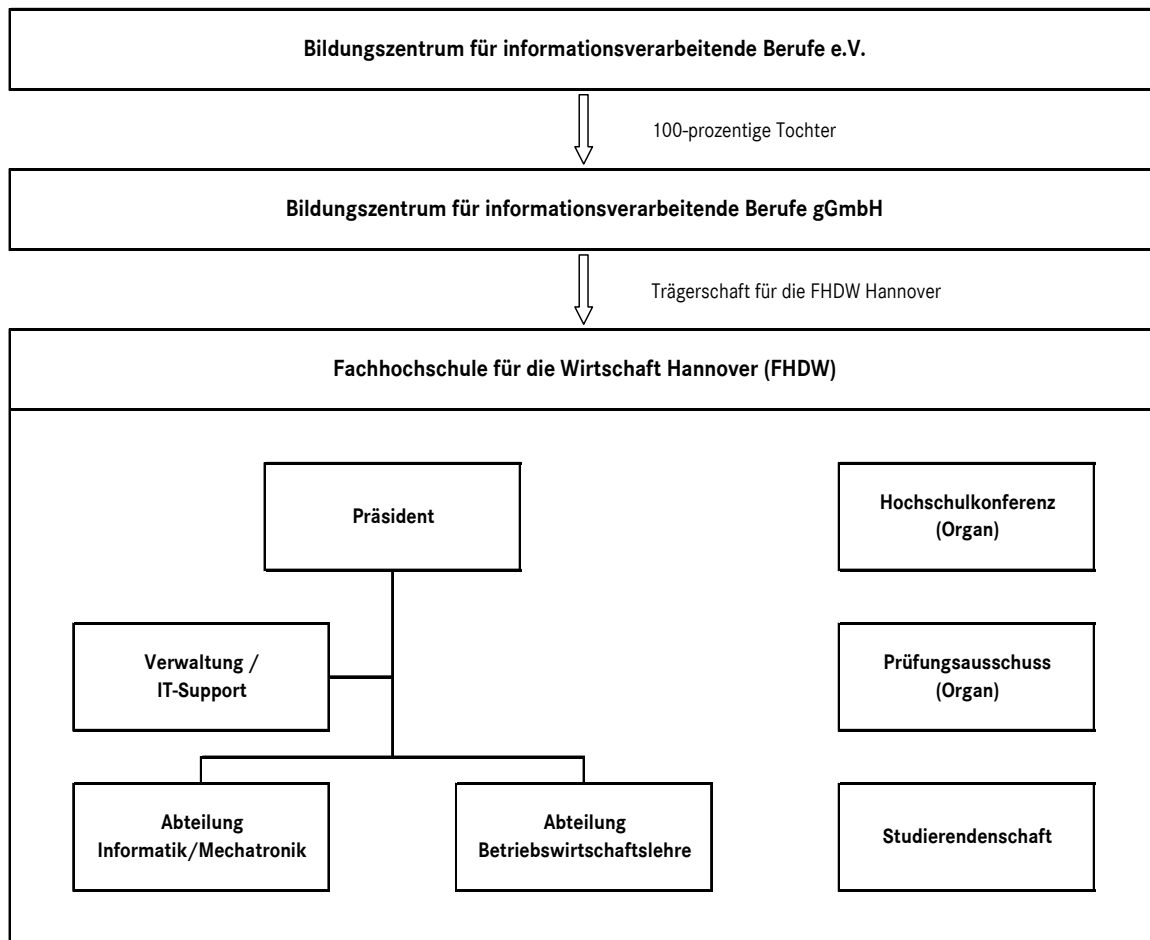 Bildungszentrum für informationsverarbeitende Berufe e.V.
100-prozentige Tochter
Bildungszentrum für informationsverarbeitende Berufe gGmbH
Trägerschaft für die FHDW Hannover
Fachhochschule für die Wirtschaft Hannover (FHDW)
Präsident
Hochschulkonferenz
(Organ)
Verwaltung /
IT-Support
Prüfungsausschuss
(Organ)
Abteilung
Informatik/Mechatronik
Abteilung
Betriebswirtschaftslehre
Studierendenschaft